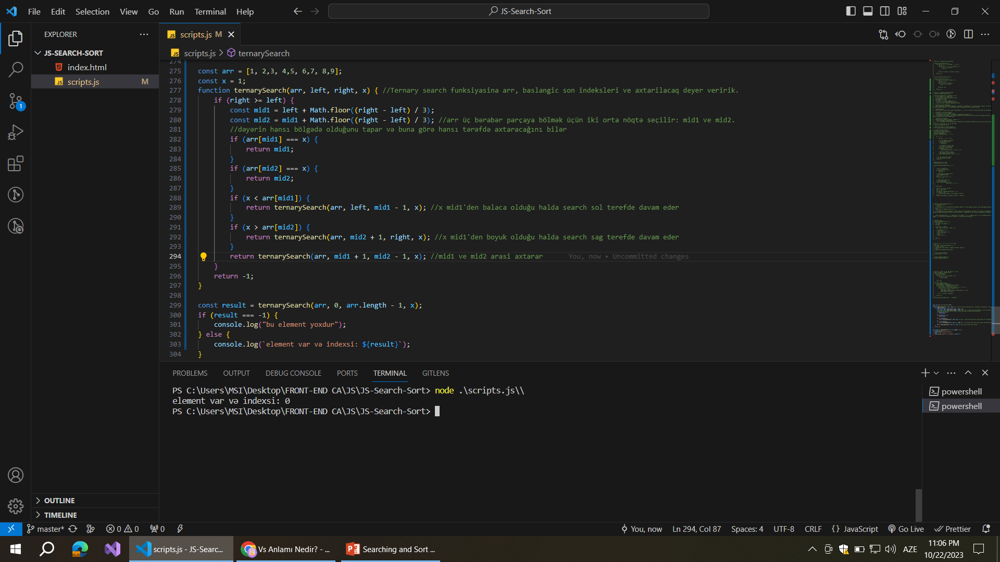 File Edit Selection View Go Run Terminal Help
JS-Search-Sort
EXPLORER
JS-SEARCH-SORT
index.html
scripts.js M
scripts.js M
scripts.js > ternarySearch
274
275 const arr = [1, 2,3, 4,5, 6,7, 8,9];
276 const x = 1;
277 function ternarySearch(arr, left, right, x) { //Ternary search funksiyasina arr, baslangic son indeksleri ve axtarilacaq deyer veririk.
278 if (right >= left) {
279 const mid1 = left + Math.floor((right - left) / 3);
280 const mid2 = mid1 + Math.floor((right - left) / 3); //arr üç bərabər parçaya bölmək üçün iki orta nöqtə seçilir: mid1 ve mid2.
281 //dəyərin hansı bölgədə olduğunu tapar və buna görə hansı tərəfdə axtaracağını bilər
282 if (arr[mid1] === x) {
283 return mid1;
284 }
285 if (arr[mid2] === x) {
286 return mid2;
287 }
288 if (x < arr[mid1]) {
289 return ternarySearch(arr, left, mid1 - 1, x); //x mid1'den balaca olduğu halda search sol terefde davam eder
290 }
291 if (x > arr[mid2]) {
292 return ternarySearch(arr, mid2 + 1, right, x); //x mid1'den boyuk olduğu halda search sag terefde davam eder
293 }
294 return ternarySearch(arr, mid1 + 1, mid2 - 1, x); //mid1 ve mid2 arasi axtarar You, now • Uncommitted changes
295 }
296 return -1;
297 }
298
299 const result = ternarySearch(arr, 0, arr.length - 1, x);
300 if (result === -1) {
301 console.log("bu element yoxdur");
302 } else {
303 console.log(`element var və indexsi: ${result}`);
304 }
PROBLEMS OUTPUT DEBUG CONSOLE PORTS TERMINAL GITLENS
PS C:\Users\MSI\Desktop\FRONT-END CA\JS\JS-Search-Sort> node .\scripts.js\\
element var və indexsi: 0
PS C:\Users\MSI\Desktop\FRONT-END CA\JS\JS-Search-Sort>
powershell
powershell
1
OUTLINE
TIMELINE
master* 0 0 0 You, now Ln 294, Col 87 Spaces: 4 UTF-8 CRLF {} JavaScript Go Live Prettier
scripts.js - JS-Searc... Vs Anlamı Nedir? - ... Searching and Sort ... AZE 11:06 PM
10/22/2023